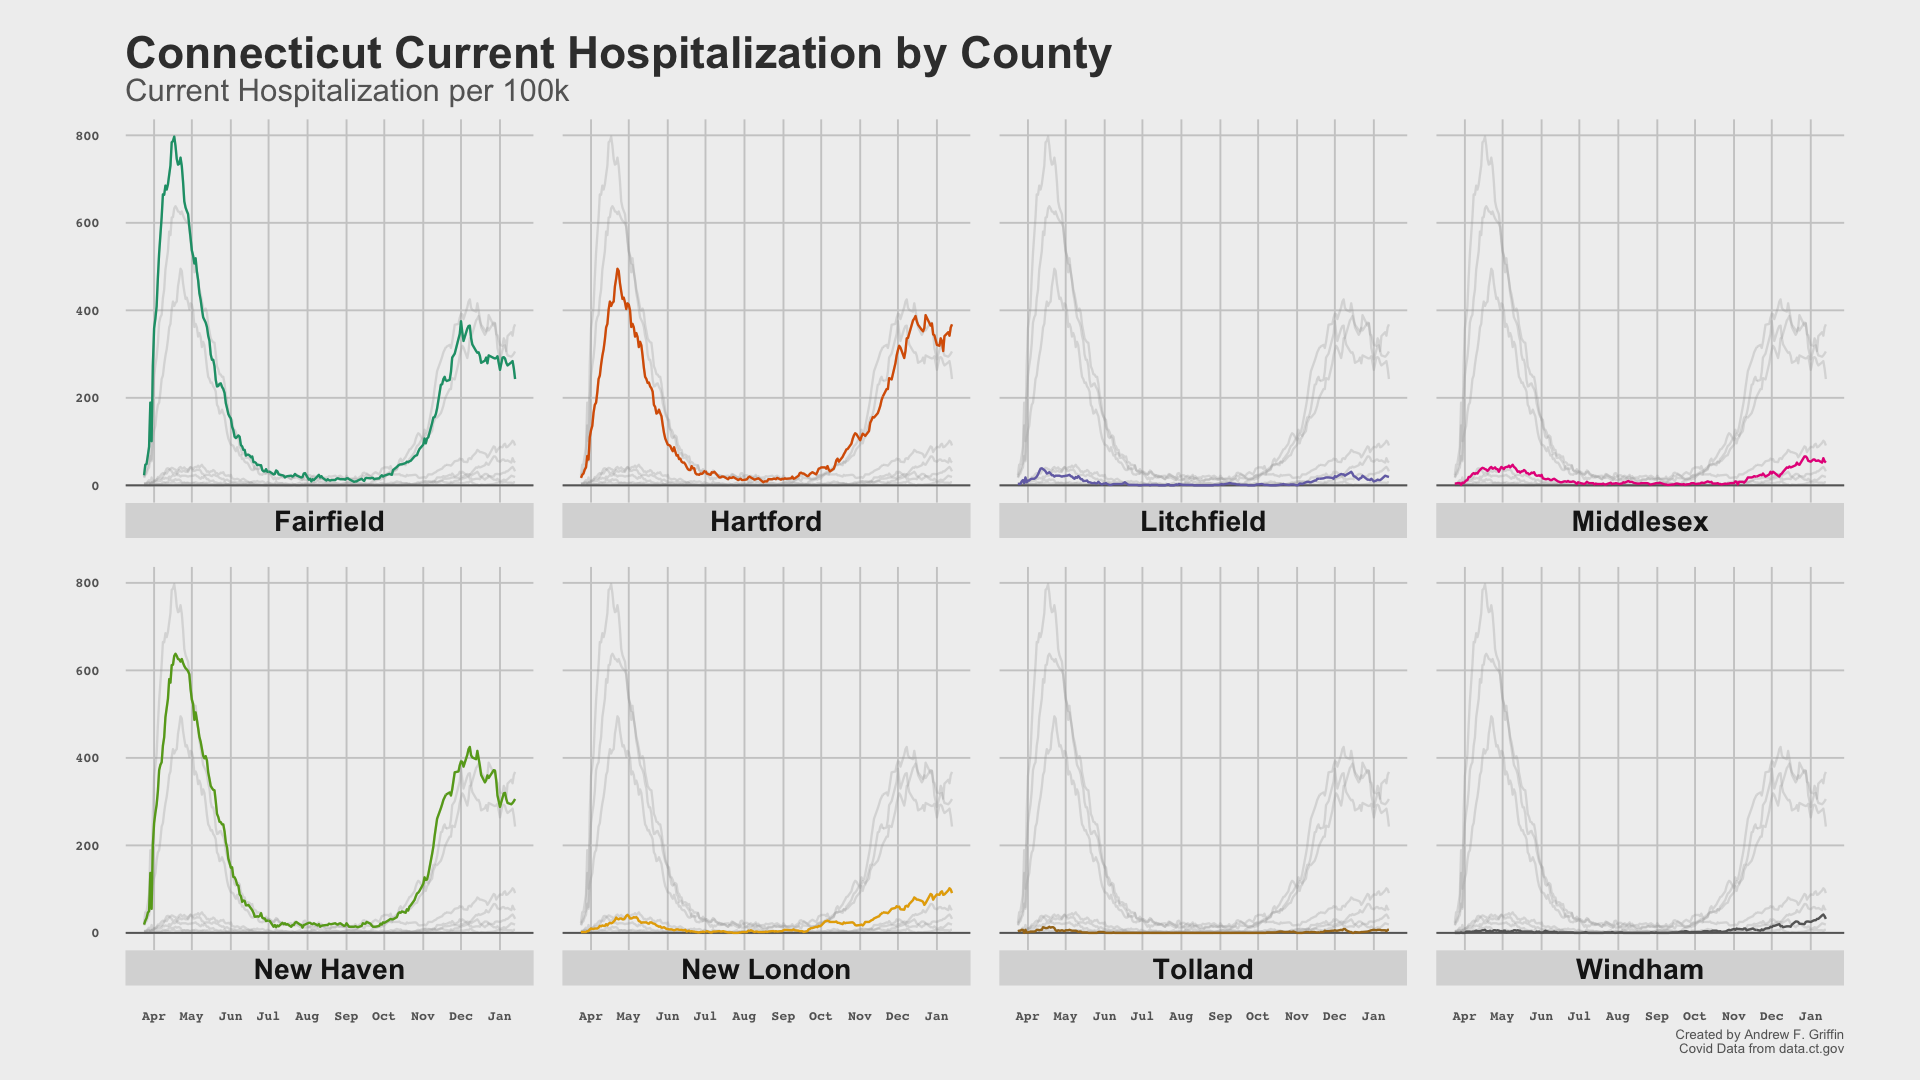 Connecticut Current Hospitalization by County
Current Hospitalization per 100k
800
600
400
200
0
Fairfield Hartford Litchfield Middlesex
800
600
400
200
0
New Haven New London Tolland Windham
Apr May Jun Jul Aug Sep Oct Nov Dec Jan Apr May Jun Jul Aug Sep Oct Nov Dec Jan Apr May Jun Jul Aug Sep Oct Nov Dec Jan Apr May Jun Jul Aug Sep Oct Nov Dec Jan
Created by Andrew F. Griffin
Covid Data from data.ct.gov